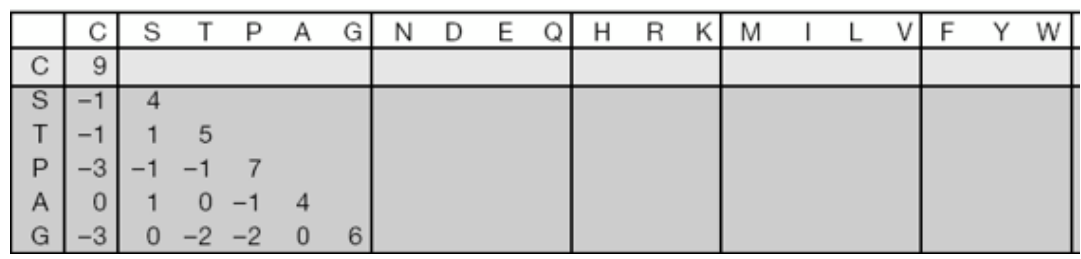 C S T P A G N D E Q H R K M I L V F Y W
C 9
S −1 4
T −1 1 5
P −3 −1 −1 7
A 0 1 0 −1 4
G −3 0 −2 −2 0 6